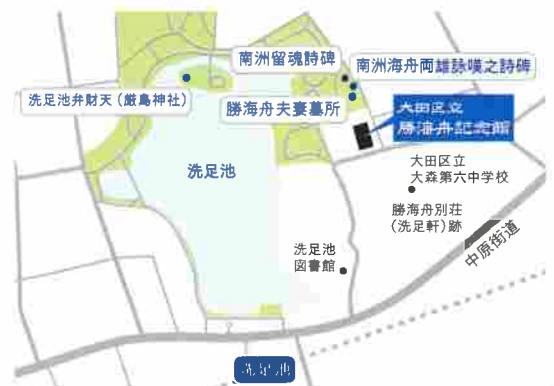 南洲留魂詩碑
南洲海舟両雄詠嘆之詩碑
洗足池弁財天（厳島神社）
勝海舟夫妻墓所
大田区立
勝海舟記念館
洗足池
大田区立
大森第六中学校
勝海舟別荘
（洗足軒）跡
中原街道
洗足池
図書館
洗足池